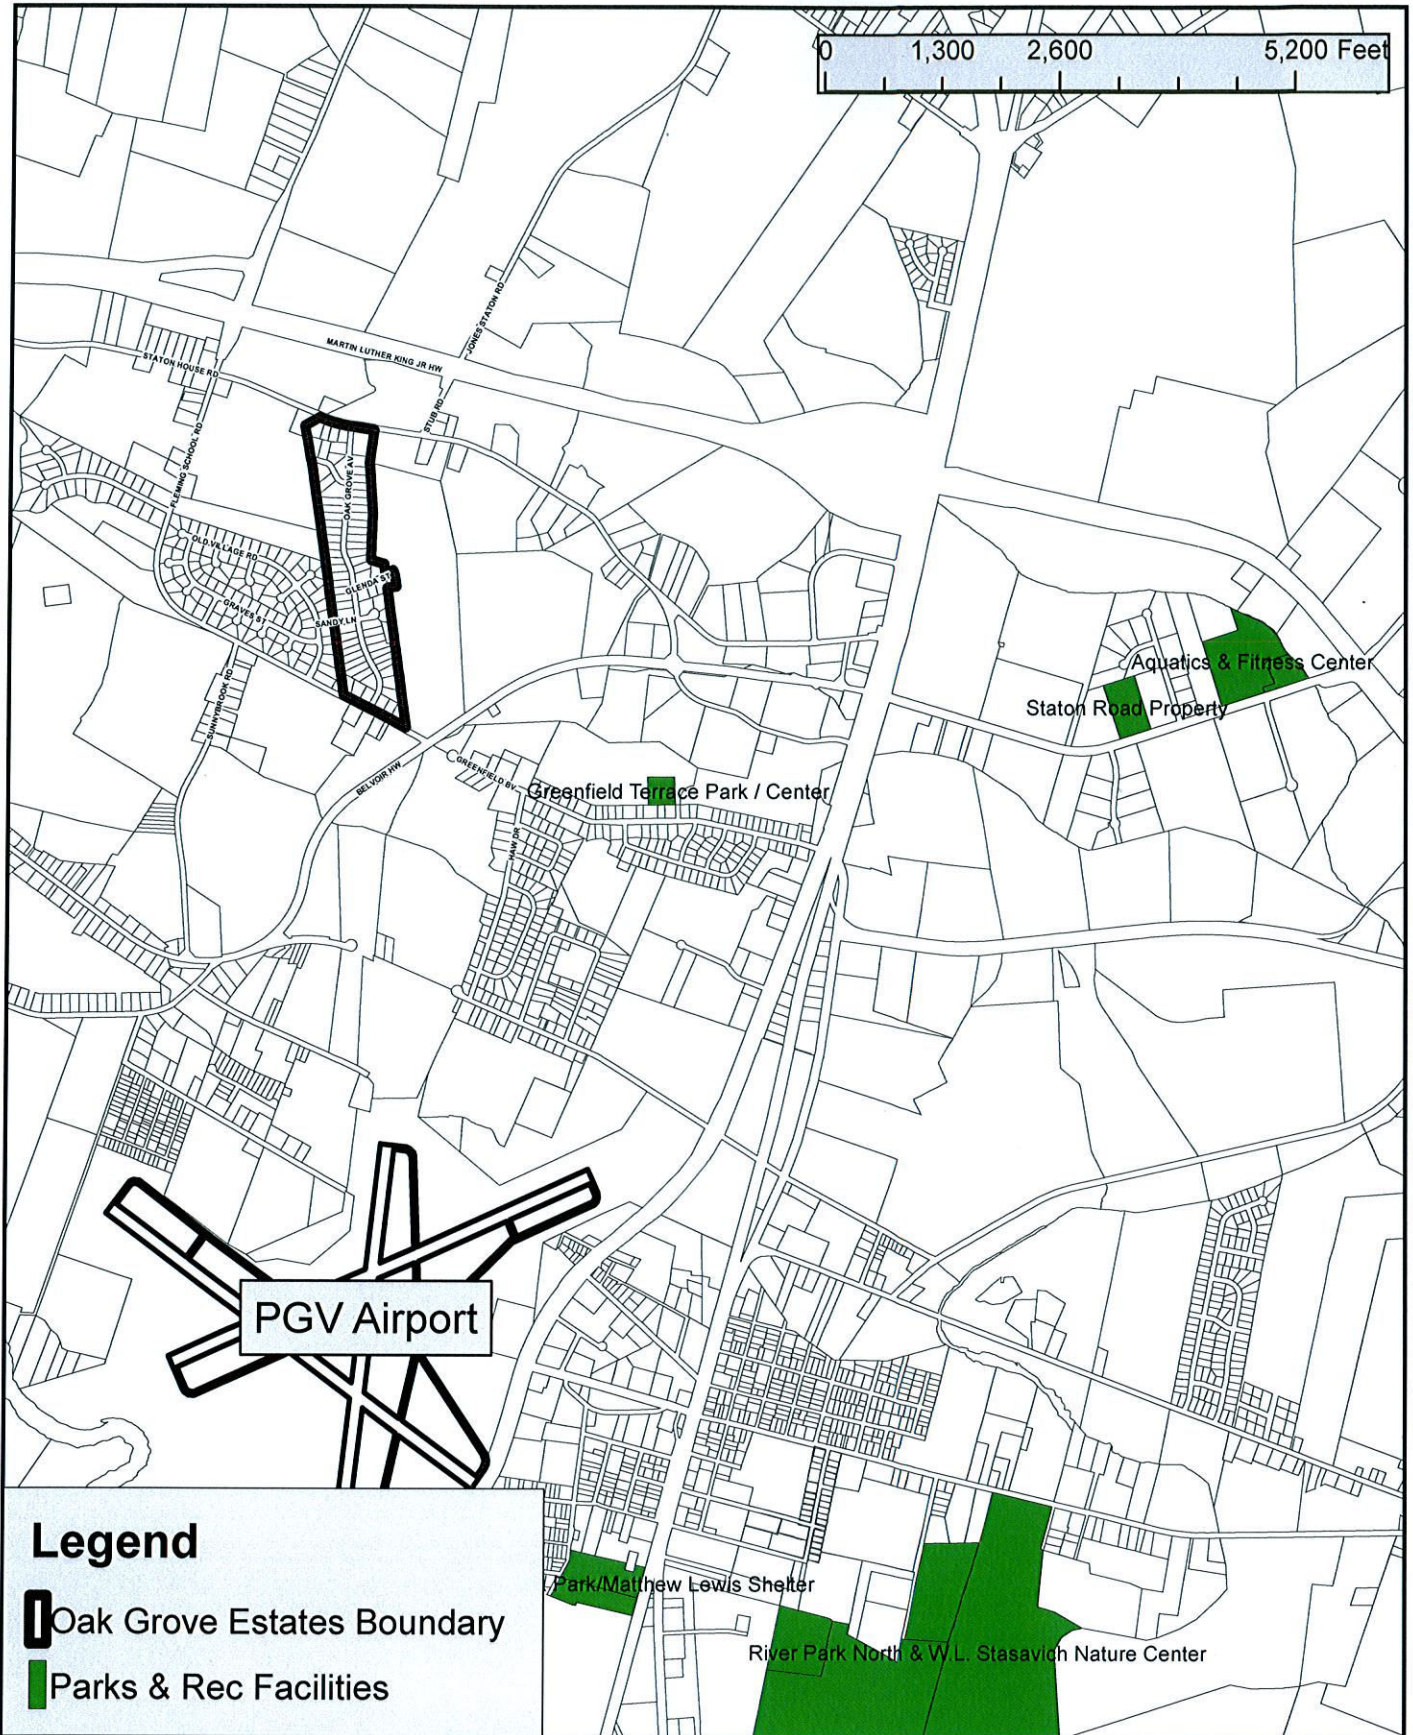 0 1,300 2,600 5,200 Feet
JONES STATON RD
MARTIN LUTHER KING JR HW
STATON HOUSE RD
STUB RD
FLEMING SCHOOL RD
OAK GROVE AV
OLD VILLAGE RD
GLENDA ST
GRAVES ST
SANDY LN
Aquatics & Fitness Center
SUNNYBROOK RD
Staton Road Property
BELVOIR HW
GREENFIELD BV
Greenfield Terrace Park / Center
HAW DR
PGV Airport
Legend
Park/Matthew Lewis Shelter
Oak Grove Estates Boundary
River Park North & W.L. Stasavich Nature Center
Parks & Rec Facilities